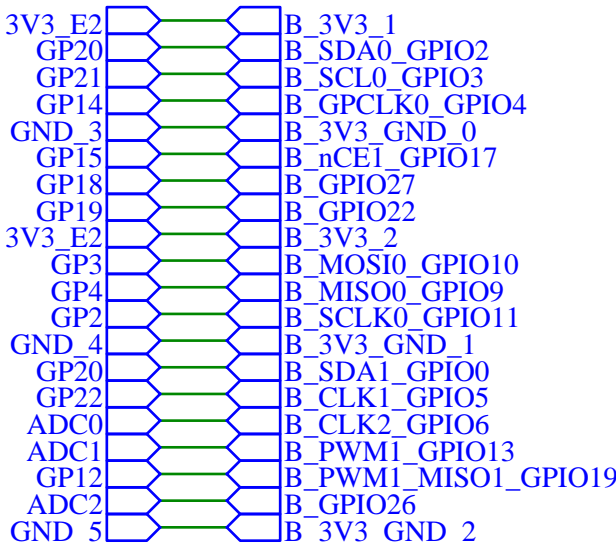 3V3_E2 B_3V3_1
GP20 B_SDA0_GPIO2
GP21 B_SCL0_GPIO3
GP14 B_GPCLK0_GPIO4
GND_3 B_3V3_GND_0
GP15 B_nCE1_GPIO17
GP18 B_GPIO27
GP19 B_GPIO22
3V3_E2 B_3V3_2
GP3 B_MOSI0_GPIO10
GP4 B_MISO0_GPIO9
GP2 B_SCLK0_GPIO11
GND_4 B_3V3_GND_1
GP20 B_SDA1_GPIO0
GP22 B_CLK1_GPIO5
ADC0 B_CLK2_GPIO6
ADC1 B_PWM1_GPIO13
GP12 B_PWM1_MISO1_GPIO19
ADC2 B_GPIO26
GND_5 B_3V3_GND_2